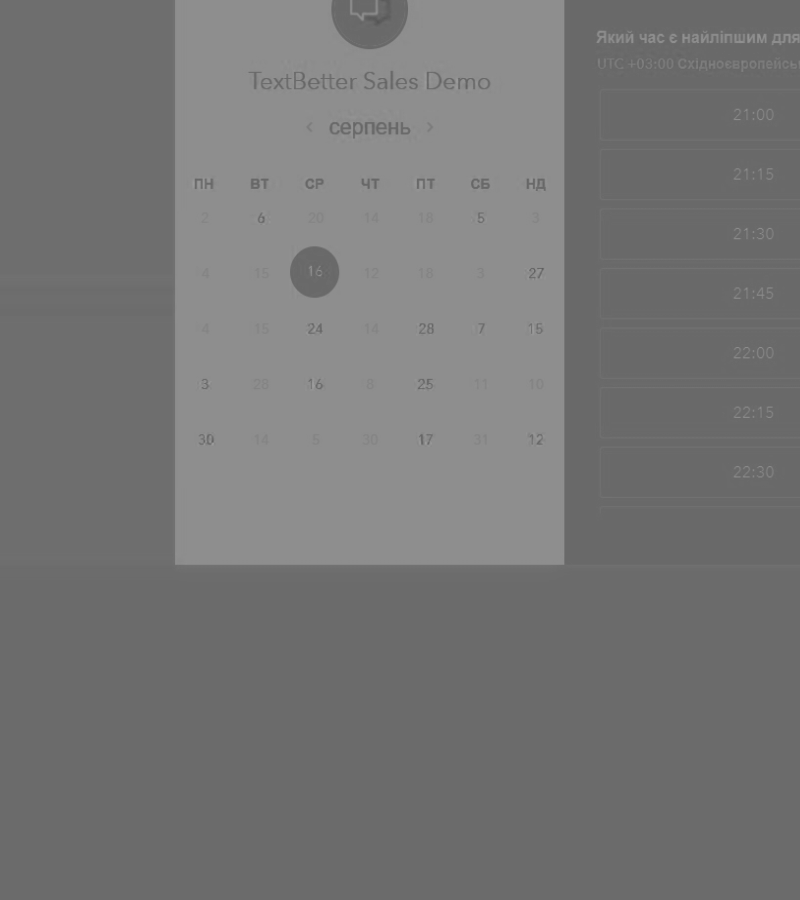 TextBetter Sales Demo
< серпень >
ПН ВТ СР ЧТ ПТ СБ НД
2 6 20 14 18 5 3
4 15 16 12 18 3 27
4 15 24 14 28 7 15
3 28 16 8 25 11 10
30 14 5 30 17 31 12
Який час є найліпшим для
UTC +03:00
21:00
21:15
21:30
21:45
22:00
22:15
22:30